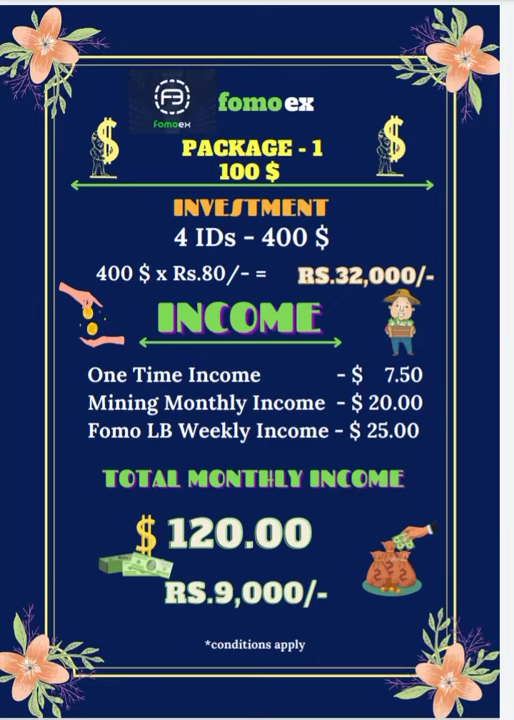 fomoex
fomoex
PACKAGE - 1
100 $
INVESTMENT
4 IDs - 400 $
400 $ x Rs.80/- = RS.32,000/-
INCOME
One Time Income - $ 7.50
Mining Monthly Income - $ 20.00
Fomo LB Weekly Income - $ 25.00
TOTAL MONTHLY INCOME
$ 120.00
RS.9,000/-
*conditions apply